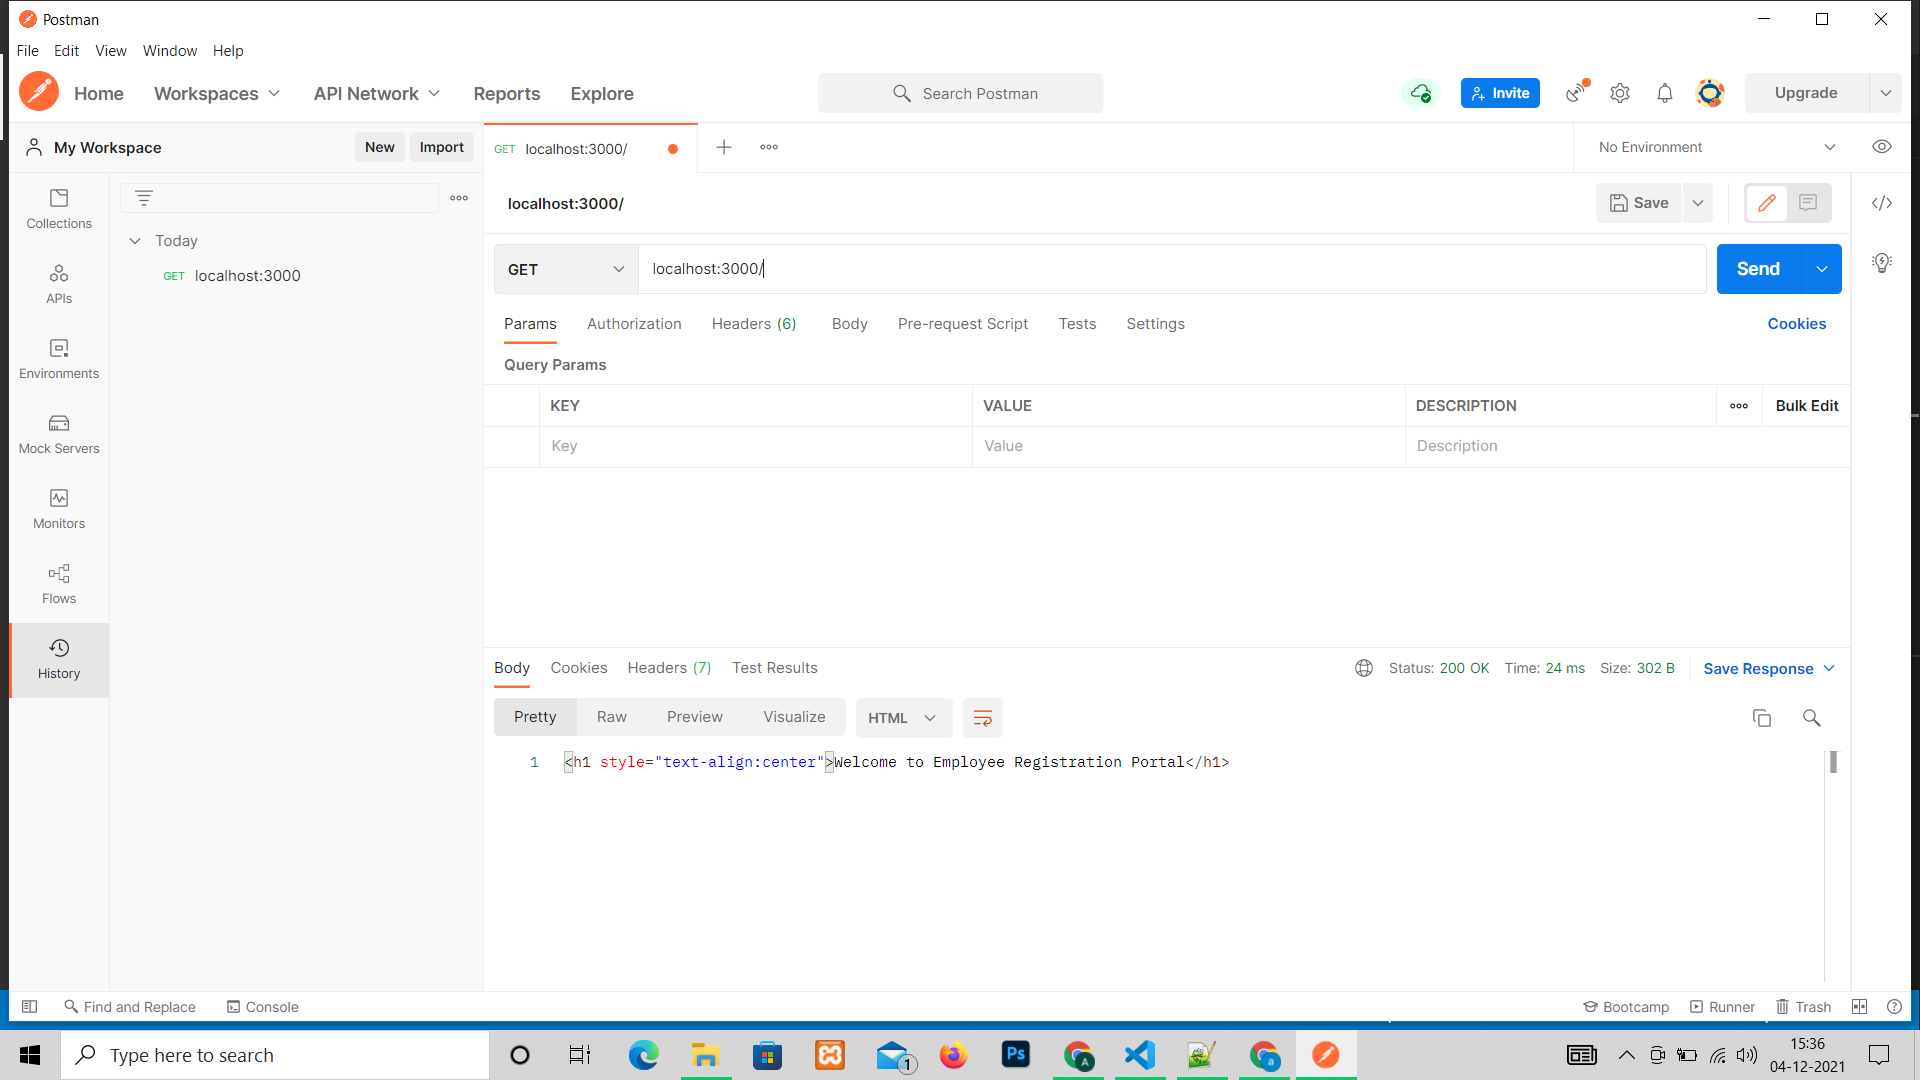 Postman
File Edit View Window Help
Home Workspaces API Network Reports Explore Search Postman Invite Upgrade
My Workspace New Import GET localhost:3000/ No Environment
Collections
APIs
Environments
Mock Servers
Monitors
Flows
History
Today
GET localhost:3000
localhost:3000/ Save
GET localhost:3000/ Send
Params Authorization Headers (6) Body Pre-request Script Tests Settings Cookies
Query Params
KEY VALUE DESCRIPTION Bulk Edit
Key Value Description
Body Cookies Headers (7) Test Results Status: 200 OK Time: 24 ms Size: 302 B Save Response
Pretty Raw Preview Visualize HTML
1 <h1 style="text-align:center">Welcome to Employee Registration Portal</h1>
Find and Replace Console Bootcamp Runner Trash
Type here to search Ps 1 A a 15:36
04-12-2021